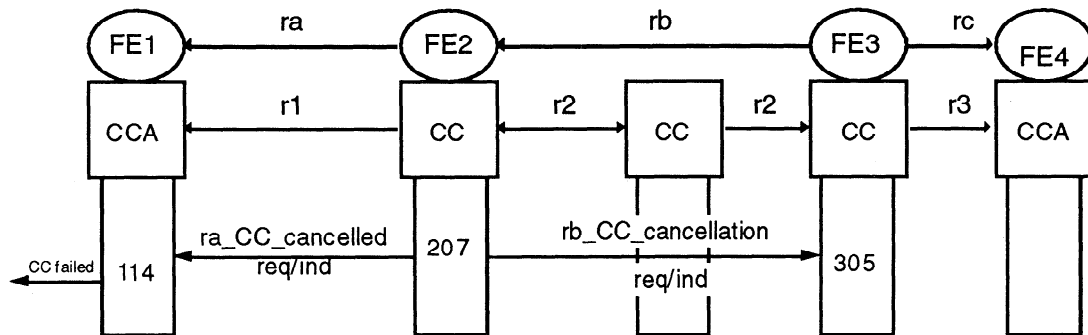 FE1 ra FE2 rb FE3 rc FE4
CCA r1 CC r2 CC r2 CC r3 CCA
ra_CC_cancelled 207 rb_CC_cancellation
CC failed 114 req/ind req/ind 305